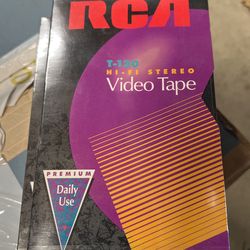 RCA
T-120
HI-FI STEREO
Video Tape
PREMIUM
Daily
Use